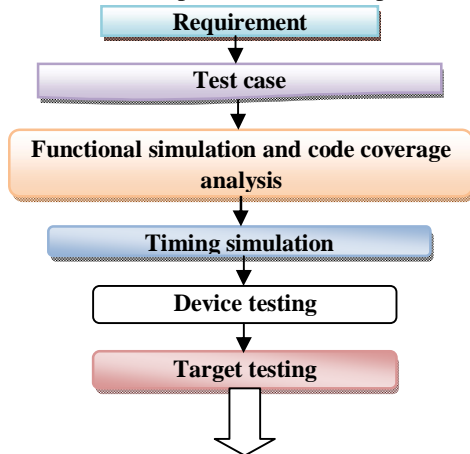 Requirement
Test case
Functional simulation and code coverage
analysis
Timing simulation
Device testing
Target testing